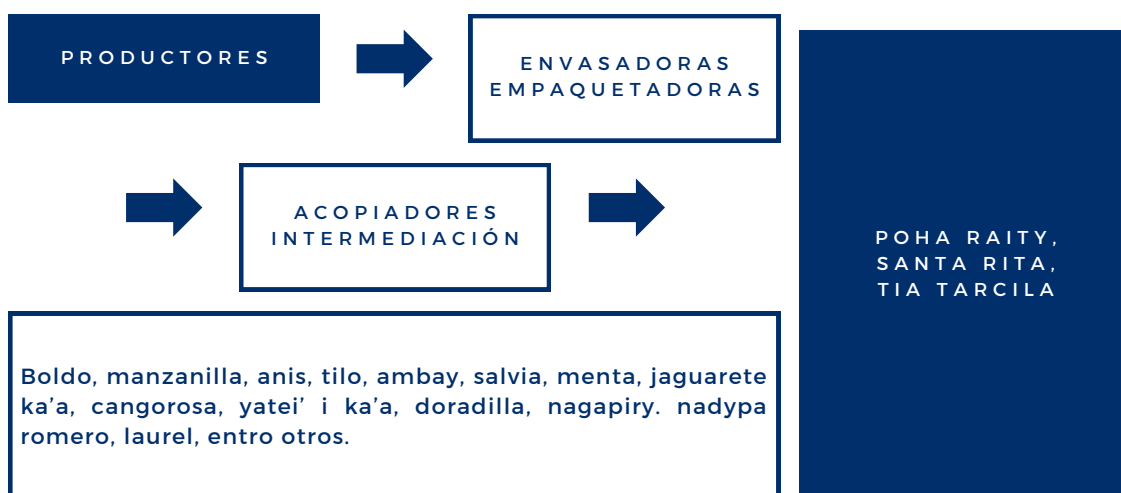 PRODUCTORES
ENVASADORAS
EMPAQUETADORAS
ACOPIADORES
INTERMEDIACIÓN
POHA RAITY,
SANTA RITA,
TIA TARCILA
Boldo, manzanilla, anis, tilo, ambay, salvia, menta, jaguarete
ka’a, cangorosa, yatei’ i ka’a, doradilla, nagapiry. nadypa
romero, laurel, entro otros.